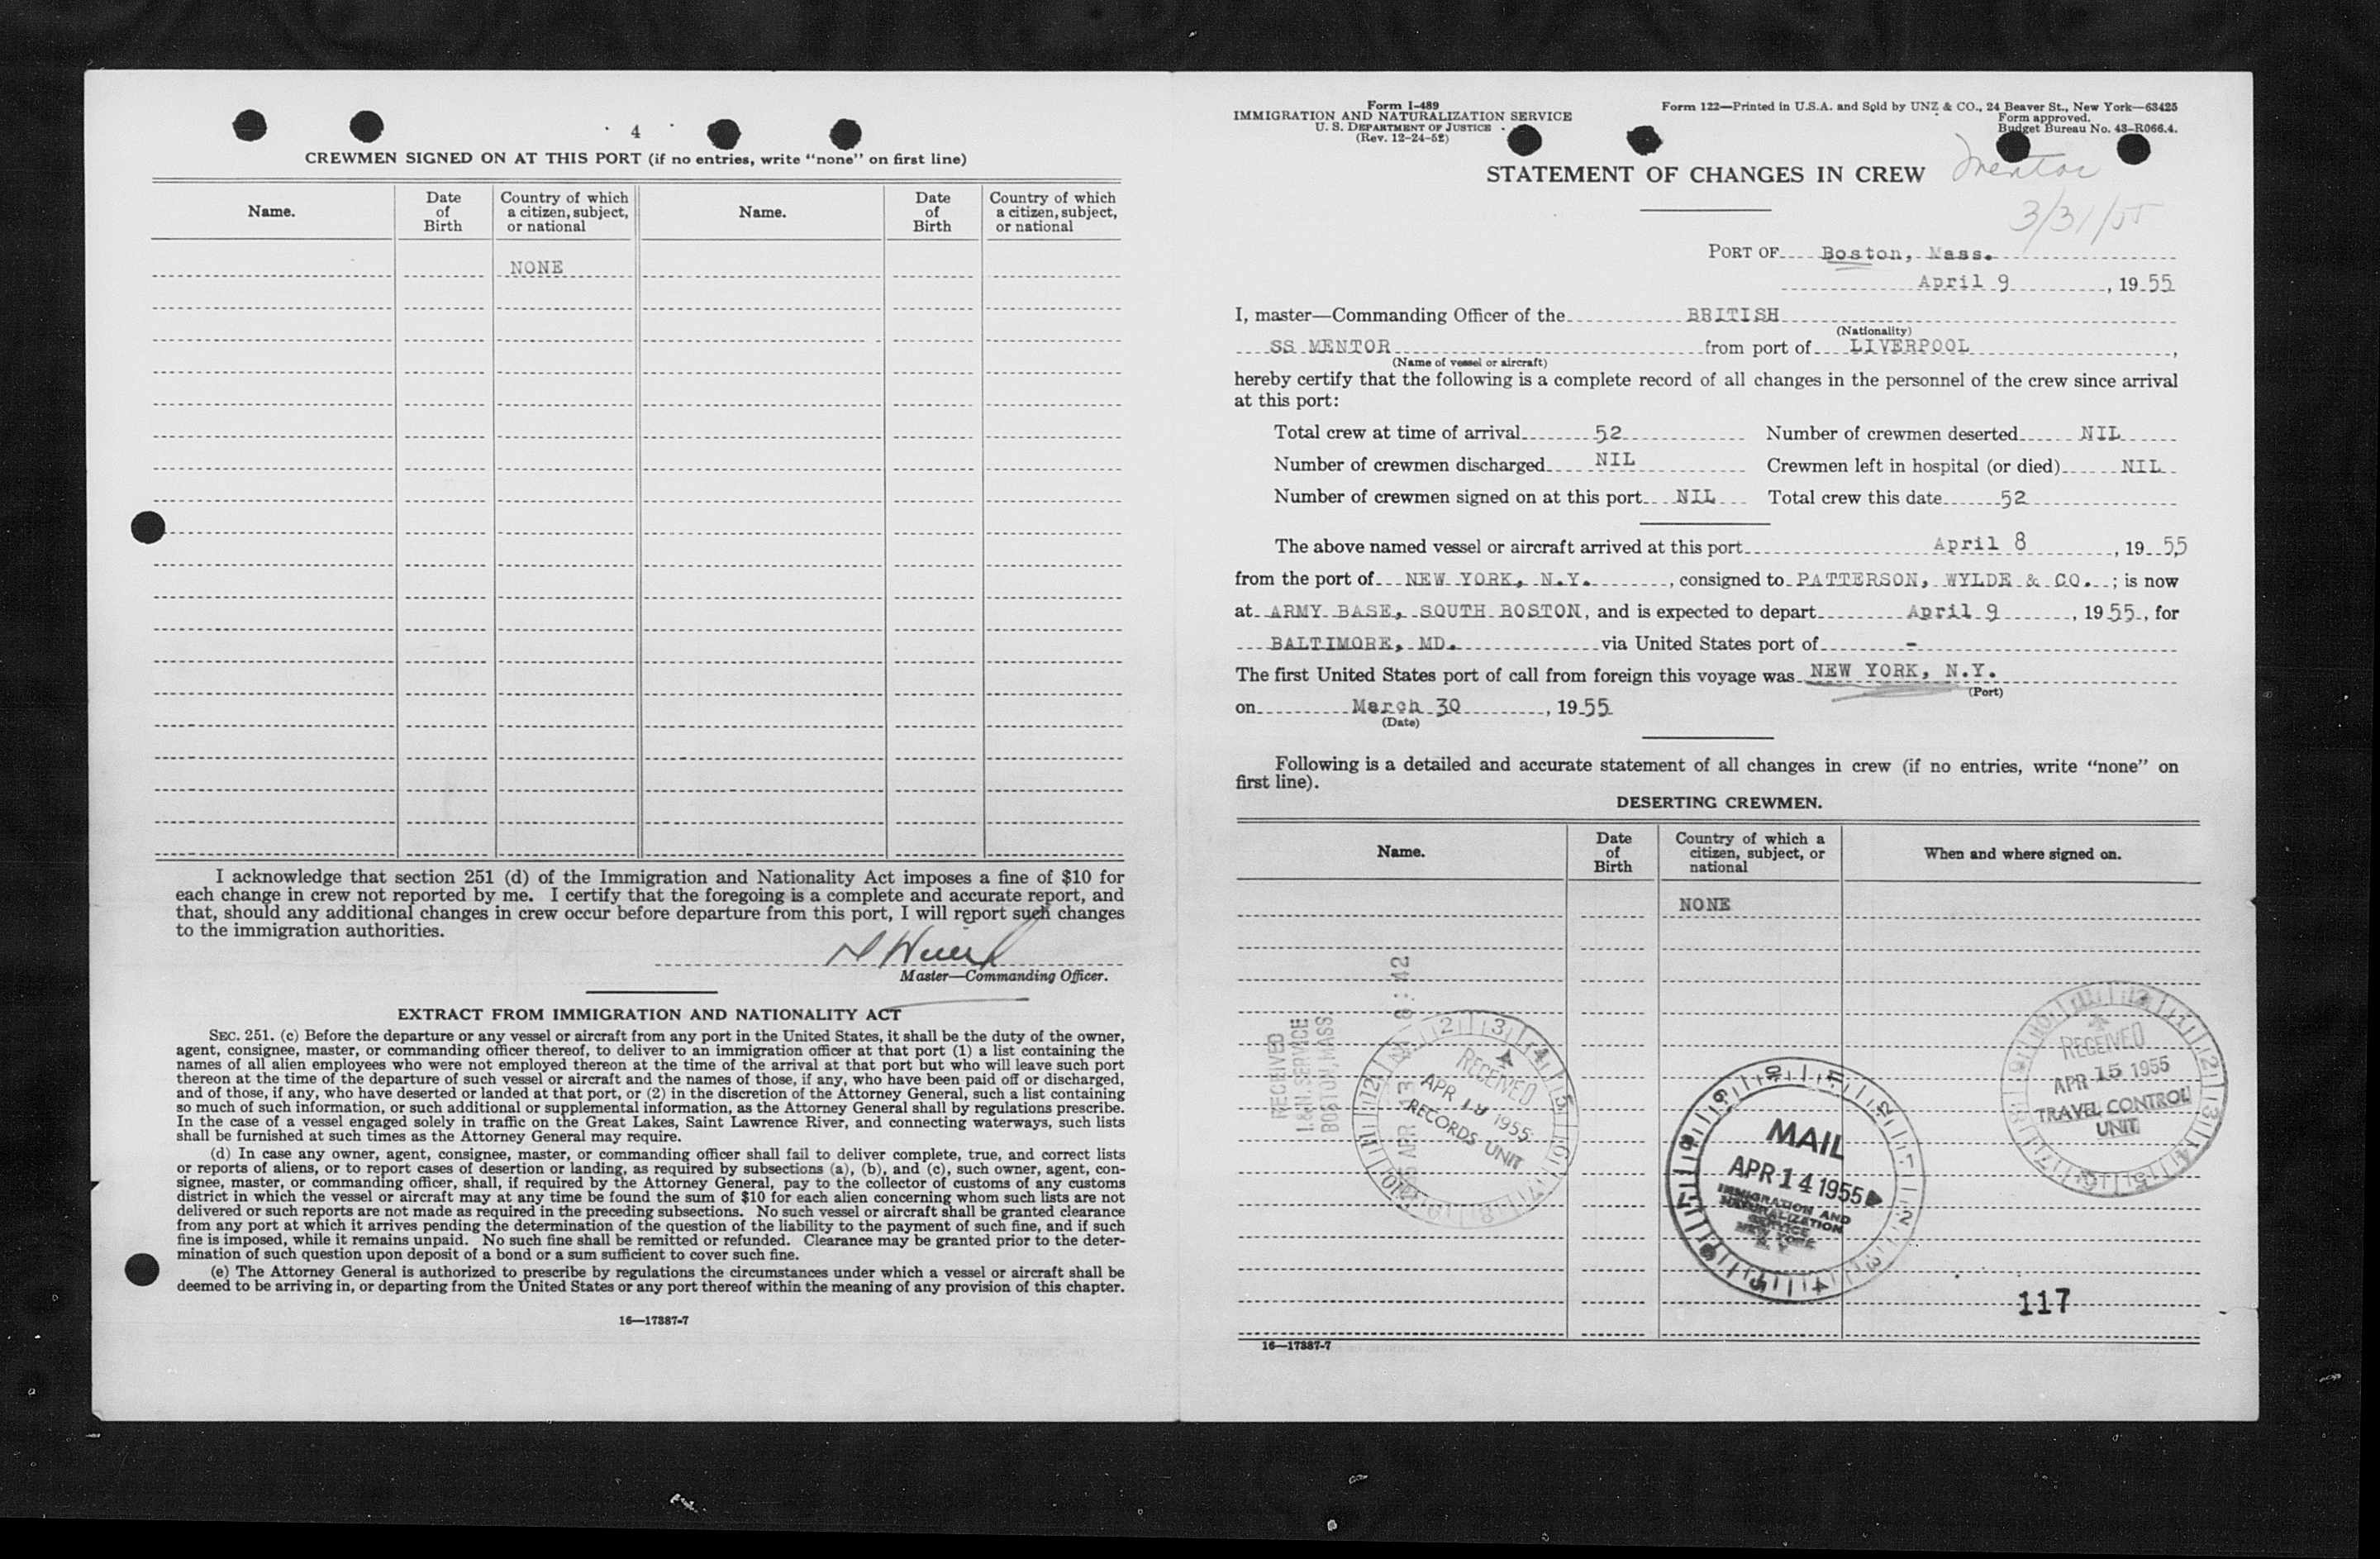 4
CREWMEN SIGNED ON AT THIS PORT (if no entries, write “none” on first line)
Name. Date of Birth Country of which a citizen, subject, or national Name. Date of Birth Country of which a citizen, subject, or national
NONE
I acknowledge that section 251 (d) of the Immigration and Nationality Act imposes a fine of $10 for
each change in crew not reported by me. I certify that the foregoing is a complete and accurate report, and
that, should any additional changes in crew occur before departure from this port, I will report such changes
to the immigration authorities.
Master—Commanding Officer.
EXTRACT FROM IMMIGRATION AND NATIONALITY ACT
SEC. 251. (c) Before the departure or any vessel or aircraft from any port in the United States, it shall be the duty of the owner,
agent, consignee, master, or commanding officer thereof, to deliver to an immigration officer at that port (1) a list containing the
names of all alien employees who were not employed thereon at the time of the arrival at that port but who will leave such port
thereon at the time of the departure of such vessel or aircraft and the names of those, if any, who have been paid off or discharged,
and of those, if any, who have deserted or landed at that port, or (2) in the discretion of the Attorney General, such a list containing
so much of such information, or such additional or supplemental information, as the Attorney General shall by regulations prescribe.
In the case of a vessel engaged solely in traffic on the Great Lakes, Saint Lawrence River, and connecting waterways, such lists
shall be furnished at such times as the Attorney General may require.
(d) In case any owner, agent, consignee, master, or commanding officer shall fail to deliver complete, true, and correct lists
or reports of aliens, or to report cases of desertion or landing, as required by subsections (a), (b), and (c), such owner, agent, con-
signee, master, or commanding officer, shall, if required by the Attorney General, pay to the collector of customs of any customs
district in which the vessel or aircraft may at any time be found the sum of $10 for each alien concerning whom such lists are not
delivered or such reports are not made as required in the preceding subsections. No such vessel or aircraft shall be granted clearance
from any port at which it arrives pending the determination of the question of the liability to the payment of such fine, and if such
fine is imposed, while it remains unpaid. No such fine shall be remitted or refunded. Clearance may be granted prior to the deter-
mination of such question upon deposit of a bond or a sum sufficient to cover such fine.
(e) The Attorney General is authorized to prescribe by regulations the circumstances under which a vessel or aircraft shall be
deemed to be arriving in, or departing from the United States or any port thereof within the meaning of any provision of this chapter.
16—17387-7
Form I-489
IMMIGRATION AND NATURALIZATION SERVICE
U. S. DEPARTMENT OF JUSTICE
(Rev. 12-24-52)
Form 122—Printed in U.S.A. and Sold by UNZ & CO., 24 Beaver St., New York—63425
Form approved.
Budget Bureau No. 43-R066.4.
STATEMENT OF CHANGES IN CREW
Mentor
3/31/55
PORT OF Boston, Mass.
April 9, 1955
I, master—Commanding Officer of the BRITISH
(Nationality)
SS MENTOR from port of LIVERPOOL,
(Name of vessel or aircraft)
hereby certify that the following is a complete record of all changes in the personnel of the crew since arrival
at this port:
Total crew at time of arrival 52 Number of crewmen deserted NIL
Number of crewmen discharged NIL Crewmen left in hospital (or died) NIL
Number of crewmen signed on at this port NIL Total crew this date 52
The above named vessel or aircraft arrived at this port April 8, 1955
from the port of NEW YORK, N.Y., consigned to PATTERSON, WYLDE & CO.; is now
at ARMY BASE, SOUTH BOSTON, and is expected to depart April 9, 1955, for
BALTIMORE, MD. via United States port of -
The first United States port of call from foreign this voyage was NEW YORK, N.Y.
(Port)
on March 30, 1955
(Date)
Following is a detailed and accurate statement of all changes in crew (if no entries, write “none” on
first line).
DESERTING CREWMEN.
Name. Date of Birth Country of which a citizen, subject, or national When and where signed on.
NONE
RECEIVED
I.& N. SERVICE
BOSTON, MASS
RECEIVED
APR 1955
RECORDS UNIT
MAIL
APR 14 1955
IMMIGRATION AND
NATURALIZATION
SERVICE
NEW YORK
N. Y.
RECEIVED
APR 15 1955
TRAVEL CONTROL
UNIT
117
16—17387-7